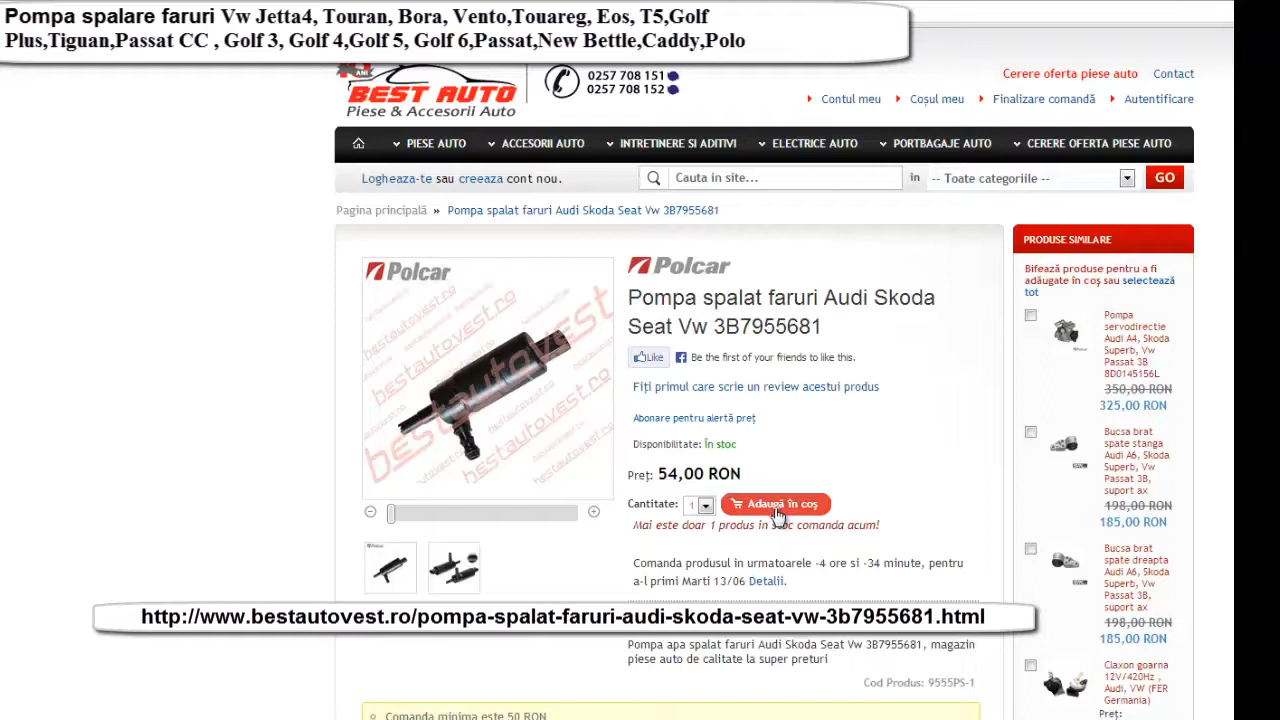 Pompa spalare faruri Vw Jetta4, Touran, Bora, Vento,Touareg, Eos, T5,Golf
Plus,Tiguan,Passat CC , Golf 3, Golf 4,Golf 5, Golf 6,Passat,New Bettle,Caddy,Polo
ANI
BEST AUTO
Piese & Accesorii Auto
0257 708 151
0257 708 152
Cerere oferta piese auto
Contact
Contul meu
Coşul meu
Finalizare comandă
Autentificare
PIESE AUTO
ACCESORII AUTO
INTRETINERE SI ADITIVI
ELECTRICE AUTO
PORTBAGAJE AUTO
CERERE OFERTA PIESE AUTO
Logheaza-te sau creeaza cont nou.
Cauta in site...
in
-- Toate categoriile --
GO
Pagina principală » Pompa spalat faruri Audi Skoda Seat Vw 3B7955681
Polcar
bestautovest.ro
Polcar
Pompa spalat faruri Audi Skoda
Seat Vw 3B7955681
Like
Be the first of your friends to like this.
Fiţi primul care scrie un review acestui produs
Abonare pentru alertă preţ
Disponibilitate: În stoc
Preţ: 54,00 RON
Cantitate: 1
Adaugă în coş
Mai este doar 1 produs in stoc comanda acum!
Comanda produsul in urmatoarele -4 ore si -34 minute, pentru
a-l primi Marti 13/06 Detalii.
http://www.bestautovest.ro/pompa-spalat-faruri-audi-skoda-seat-vw-3b7955681.html
Pompa apa spalat faruri Audi Skoda Seat Vw 3B7955681, magazin
piese auto de calitate la super preturi
Cod Produs: 9555PS-1
Comanda minima este 50 RON
PRODUSE SIMILARE
Bifează produse pentru a fi
adăugate în coş sau selectează
tot
Pompa
servodirectie
Audi A4, Skoda
Superb, Vw
Passat 3B
8D0145156L
350,00 RON
325,00 RON
Bucsa brat
spate stanga
Audi A6, Skoda
Superb, Vw
Passat 3B,
suport ax
198,00 RON
185,00 RON
Bucsa brat
spate dreapta
Audi A6, Skoda
Superb, Vw
Passat 3B,
suport ax
198,00 RON
185,00 RON
Claxon goarna
12V/420Hz ,
Audi, VW (FER
Germania)
Preţ: